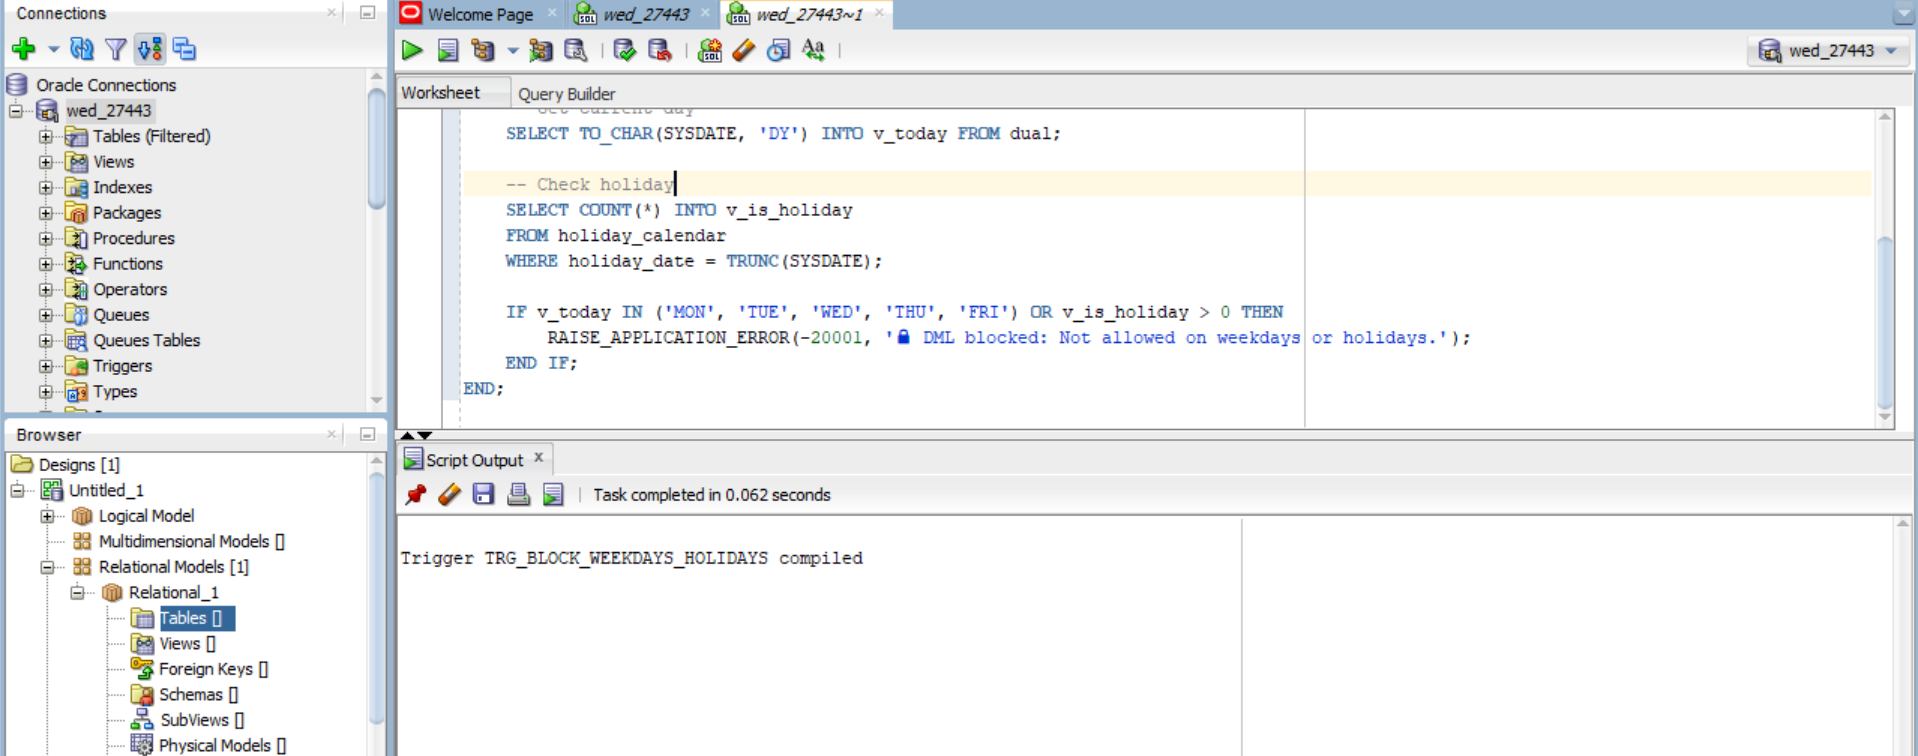 Connections
Oracle Connections
wed_27443
Tables (Filtered)
Views
Indexes
Packages
Procedures
Functions
Operators
Queues
Queues Tables
Triggers
Types
Browser
Designs [1]
Untitled_1
Logical Model
Multidimensional Models []
Relational Models [1]
Relational_1
Tables []
Views []
Foreign Keys []
Schemas []
SubViews []
Physical Models []
Welcome Page
wed_27443
wed_27443~1
wed_27443
Worksheet
Query Builder
SELECT TO_CHAR(SYSDATE, 'DY') INTO v_today FROM dual;
-- Check holiday
SELECT COUNT(*) INTO v_is_holiday
FROM holiday_calendar
WHERE holiday_date = TRUNC(SYSDATE);
IF v_today IN ('MON', 'TUE', 'WED', 'THU', 'FRI') OR v_is_holiday > 0 THEN
RAISE_APPLICATION_ERROR(-20001, '🔒 DML blocked: Not allowed on weekdays or holidays.');
END IF;
END;
Script Output
Task completed in 0.062 seconds
Trigger TRG_BLOCK_WEEKDAYS_HOLIDAYS compiled